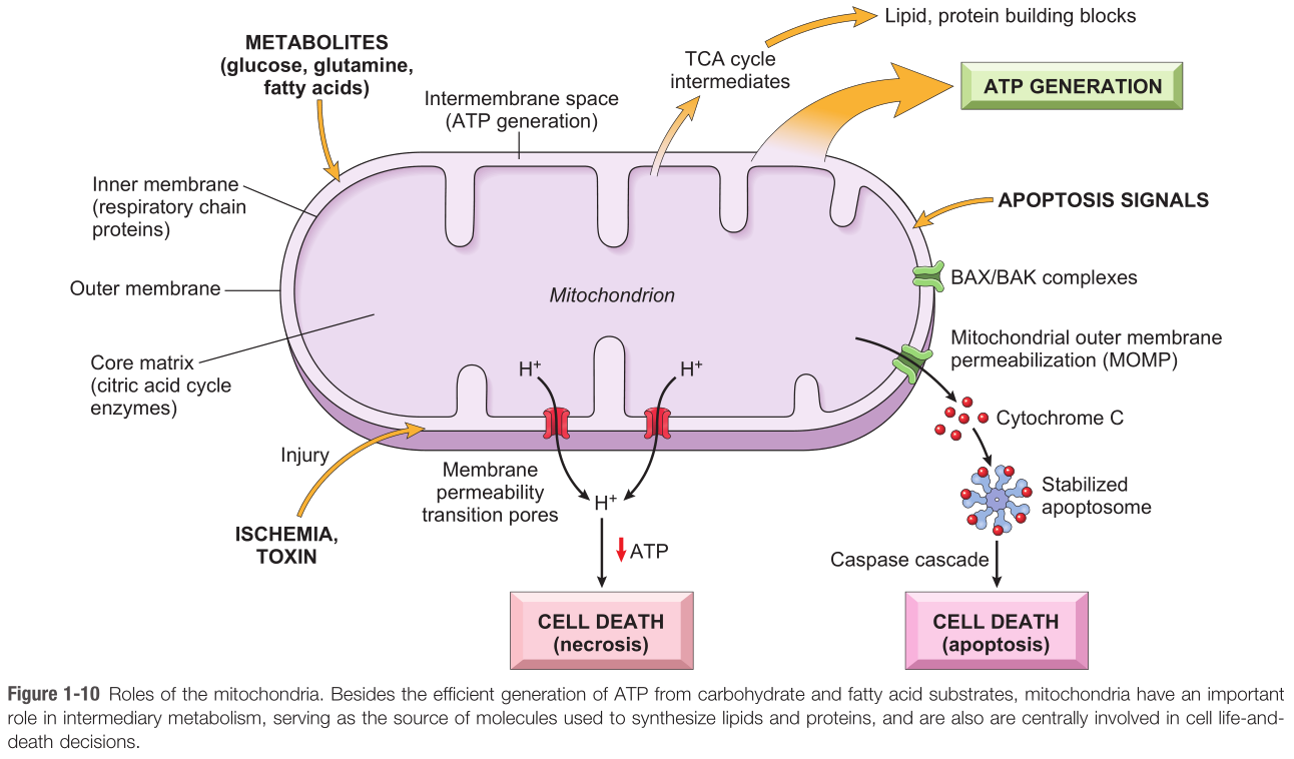 Lipid, protein building blocks
METABOLITES
(glucose, glutamine,
fatty acids)
TCA cycle
intermediates
ATP GENERATION
Intermembrane space
(ATP generation)
Inner membrane
(respiratory chain
proteins)
APOPTOSIS SIGNALS
Outer membrane
Mitochondrion
BAX/BAK complexes
Core matrix
(citric acid cycle
enzymes)
H+
H+
Mitochondrial outer membrane
permeabilization (MOMP)
Cytochrome C
Injury
Membrane
permeability
transition pores
H+
Stabilized
apoptosome
ISCHEMIA,
TOXIN
ATP
Caspase cascade
CELL DEATH
(necrosis)
CELL DEATH
(apoptosis)
Figure 1-10 Roles of the mitochondria. Besides the efficient generation of ATP from carbohydrate and fatty acid substrates, mitochondria have an important
role in intermediary metabolism, serving as the source of molecules used to synthesize lipids and proteins, and are also are centrally involved in cell life-and-
death decisions.